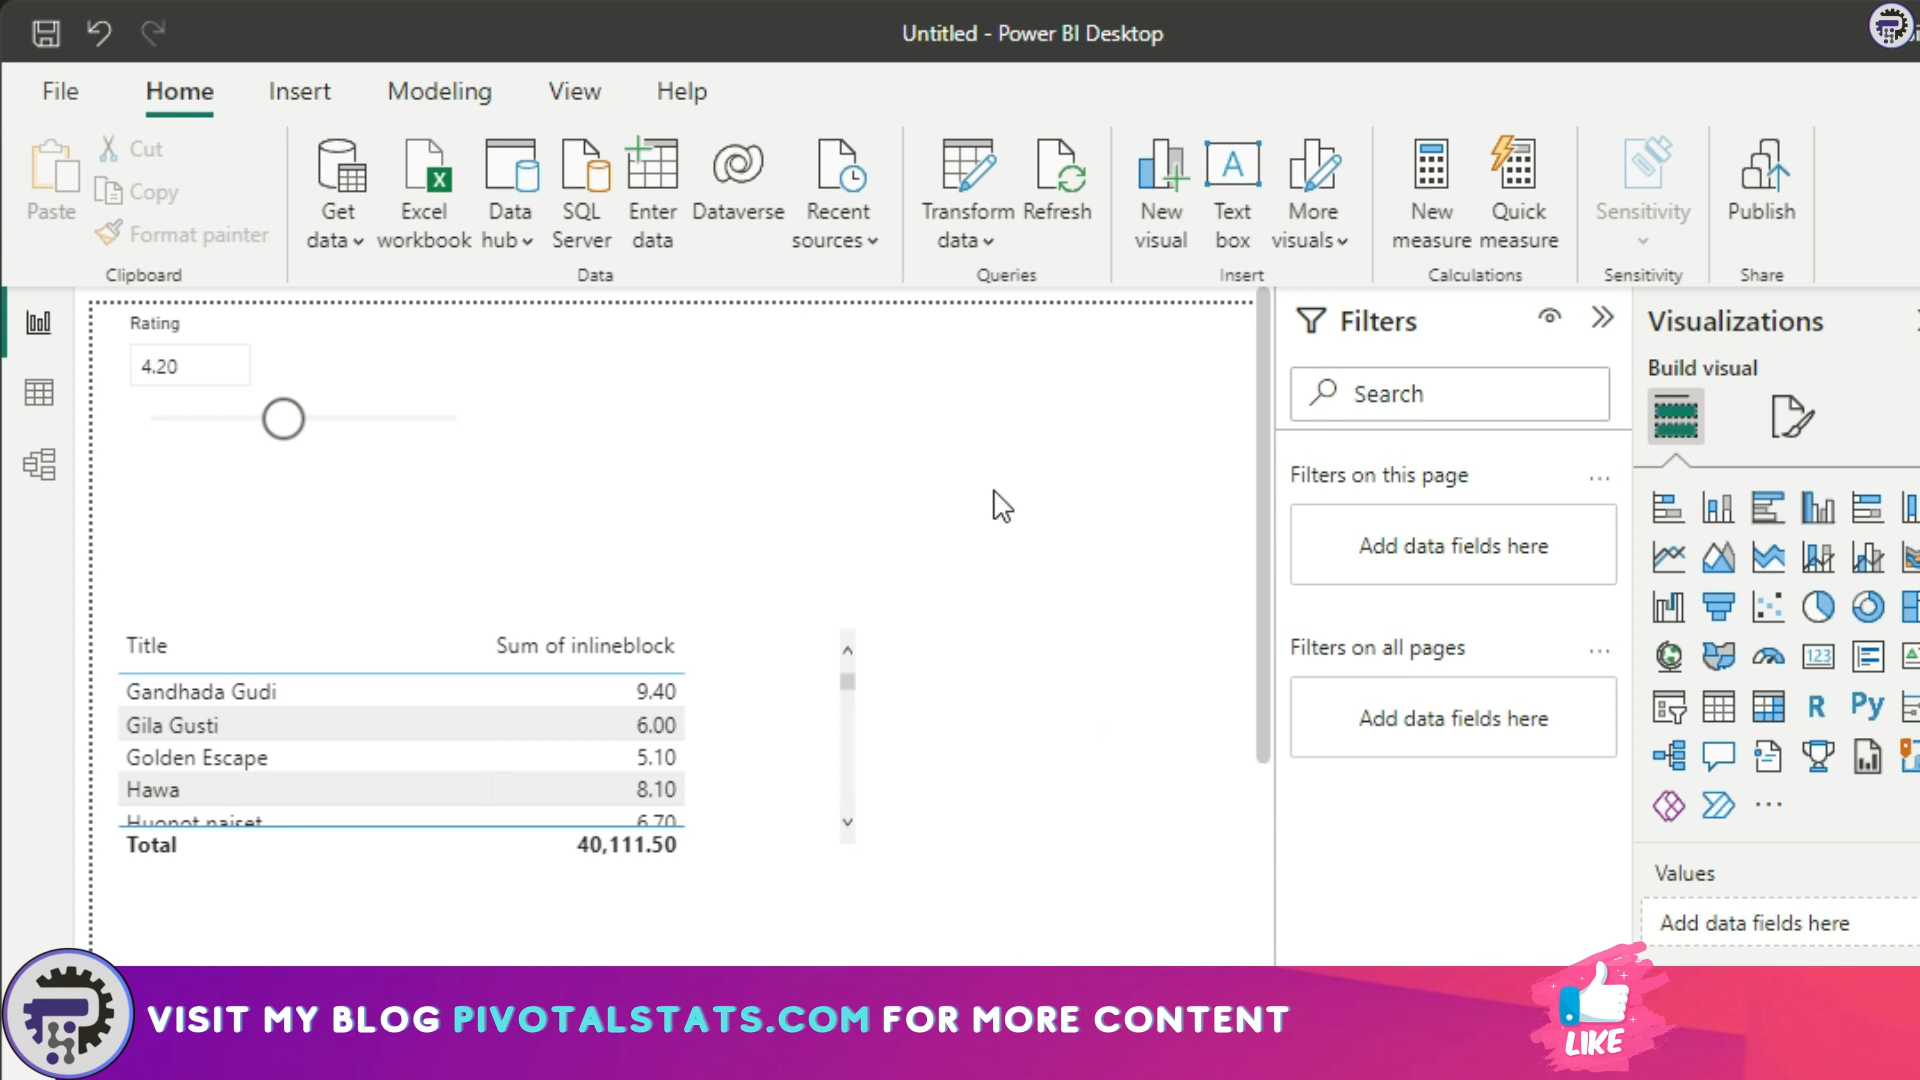 Untitled - Power BI Desktop
File Home Insert Modeling View Help
Paste
Cut
Copy
Format painter
Clipboard
Get data
Excel workbook
Data hub
SQL Server
Enter data
Dataverse
Recent sources
Data
Transform data
Refresh
Queries
New visual
Text box
More visuals
Insert
New measure
Quick measure
Calculations
Sensitivity
Sensitivity
Publish
Share
Rating
4.20
Title Sum of inlineblock
Gandhada Gudi 9.40
Gila Gusti 6.00
Golden Escape 5.10
Hawa 8.10
Huonot naiset 6.70
Total 40,111.50
Filters
Search
Filters on this page ...
Add data fields here
Filters on all pages ...
Add data fields here
Visualizations
Build visual
123
R Py
...
Values
Add data fields here
VISIT MY BLOG PIVOTALSTATS.COM FOR MORE CONTENT
LIKE